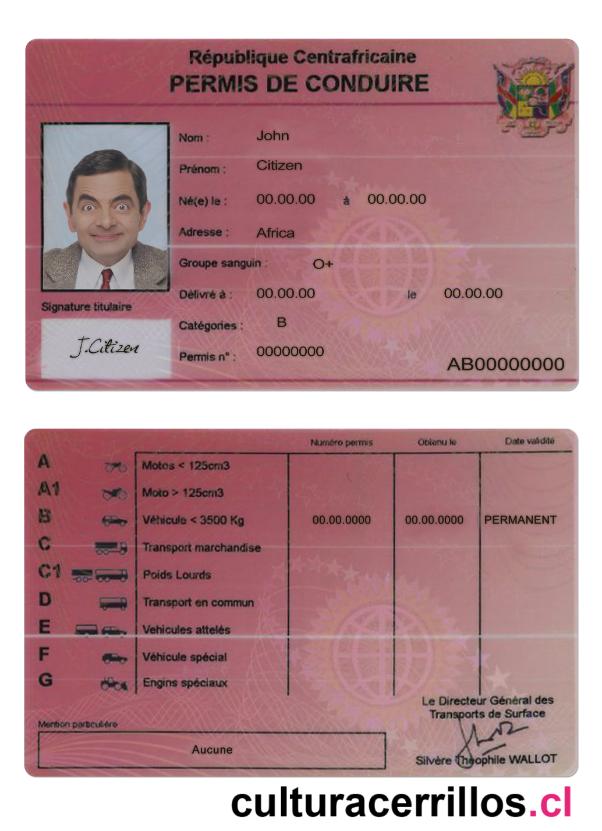 République Centrafricaine
PERMIS DE CONDUIRE
Nom : John
Prénom : Citizen
Né(e) le : 00.00.00 à 00.00.00
Adresse : Africa
Groupe sanguin : O+
Délivré à : 00.00.00 le 00.00.00
Signature titulaire
Catégories : B
J.Citizen
Permis n° : 00000000
AB00000000
Numéro permis Obtenu le Date validité
A Motos < 125cm3
A1 Moto > 125cm3
B Véhicule < 3500 Kg 00.00.0000 00.00.0000 PERMANENT
C Transport marchandise
C1 Poids Lourds
D Transport en commun
E Vehicules attelés
F Véhicule spécial
G Engins spéciaux
Le Directeur Général des
Transports de Surface
Mention particulière
Aucune
Silvère Théophile WALLOT
culturacerrillos.cl